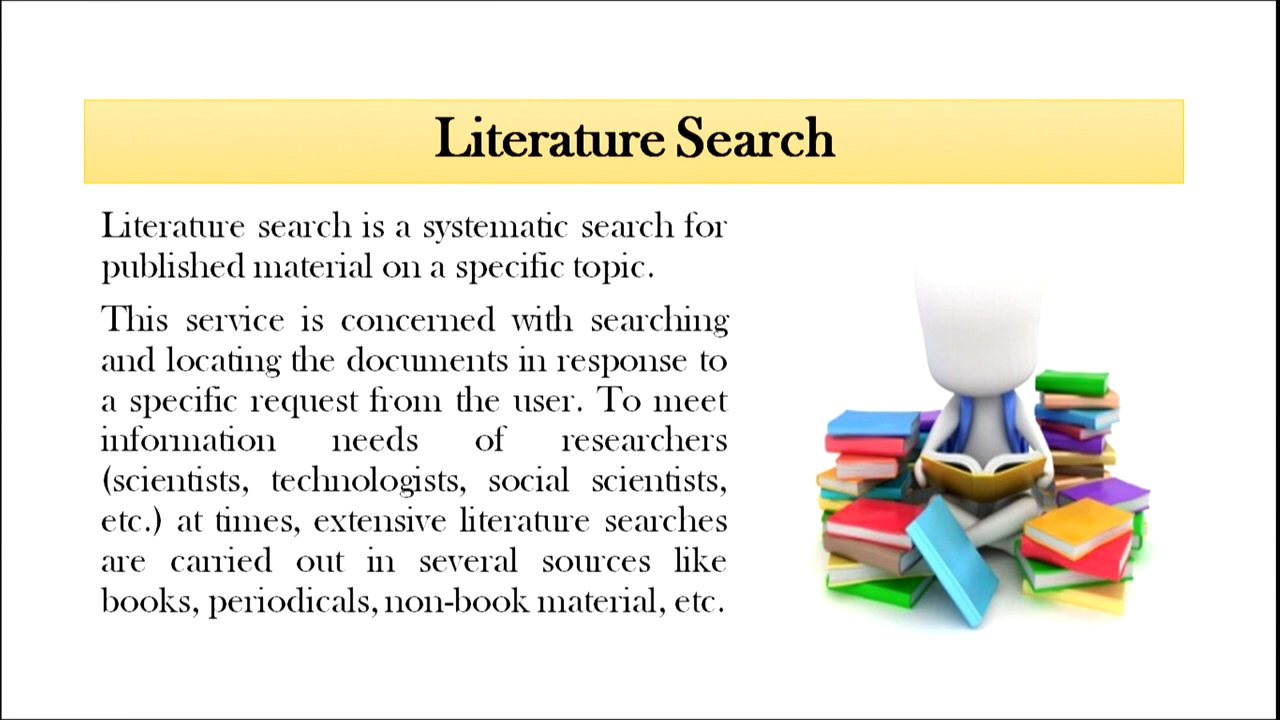 Literature Search
Literature search is a systematic search for
published material on a specific topic.
This service is concerned with searching
and locating the documents in response to
a specific request from the user. To meet
information needs of researchers
(scientists, technologists, social scientists,
etc.) at times, extensive literature searches
are carried out in several sources like
books, periodicals, non-book material, etc.